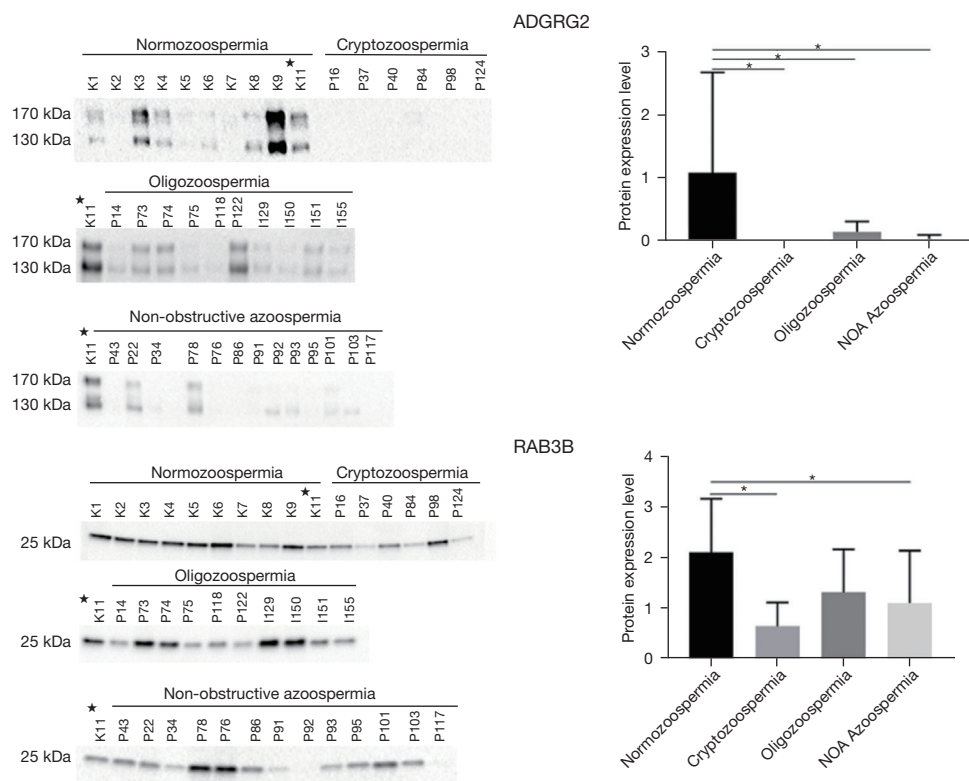 ADGRG2
Normozoospermia Cryptozoospermia
★
K1 K2 K3 K4 K5 K6 K7 K8 K9 K11 P16 P37 P40 P84 P98 P124
170 kDa
130 kDa
Oligozoospermia
★
K11 P14 P73 P74 P75 P118 P122 I129 I150 I151 I155
170 kDa
130 kDa
Non-obstructive azoospermia
★
K11 P43 P22 P34 P78 P76 P86 P91 P92 P93 P95 P101 P103 P117
170 kDa
130 kDa
Protein expression level
3
2
1
0
*
*
*
Normozoospermia
Cryptozoospermia
Oligozoospermia
NOA Azoospermia
RAB3B
Normozoospermia Cryptozoospermia
★
K1 K2 K3 K4 K5 K6 K7 K8 K9 K11 P16 P37 P40 P84 P98 P124
25 kDa
Oligozoospermia
★
K11 P14 P73 P74 P75 P118 P122 I129 I150 I151 I155
25 kDa
Non-obstructive azoospermia
★
K11 P43 P22 P34 P78 P76 P86 P91 P92 P93 P95 P101 P103 P117
25 kDa
Protein expression level
4
3
2
1
0
*
*
Normozoospermia
Cryptozoospermia
Oligozoospermia
NOA Azoospermia